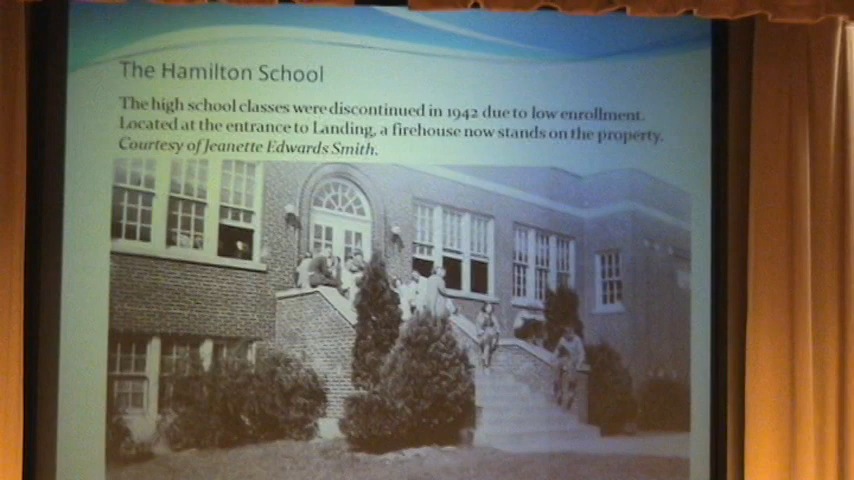 The Hamilton School
The high school classes were discontinued in 1942 due to low enrollment.
Located at the entrance to Landing, a firehouse now stands on the property.
Courtesy of Jeanette Edwards Smith.